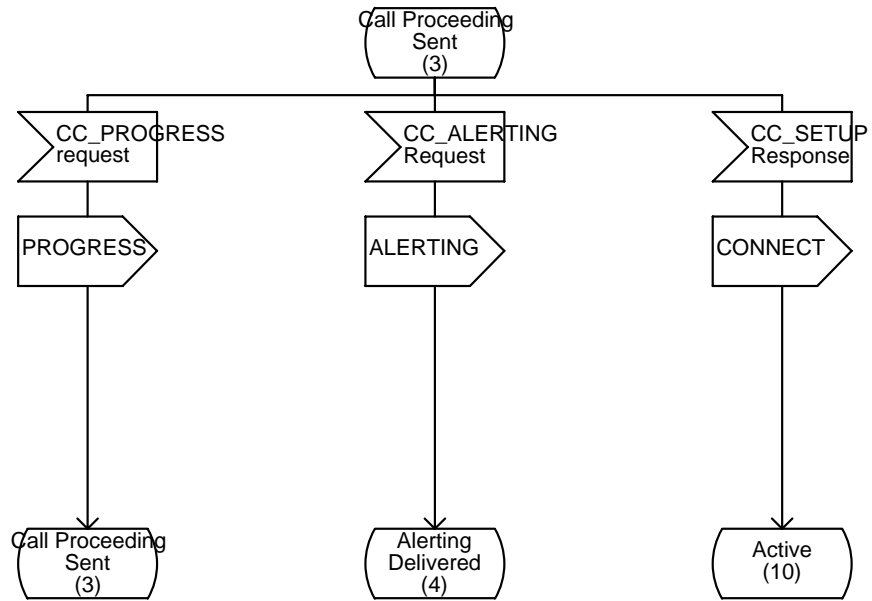 Call Proceeding
Sent
(3)
CC_PROGRESS
request
CC_ALERTING
Request
CC_SETUP
Response
PROGRESS
ALERTING
CONNECT
Call Proceeding
Sent
(3)
Alerting
Delivered
(4)
Active
(10)